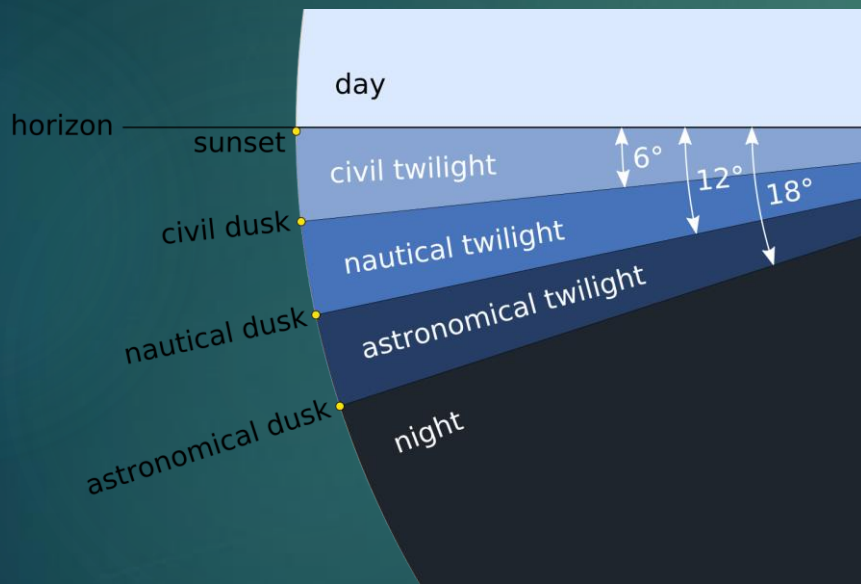 day
horizon
sunset
civil twilight
6°
12°
18°
civil dusk
nautical twilight
nautical dusk
astronomical twilight
astronomical dusk
night